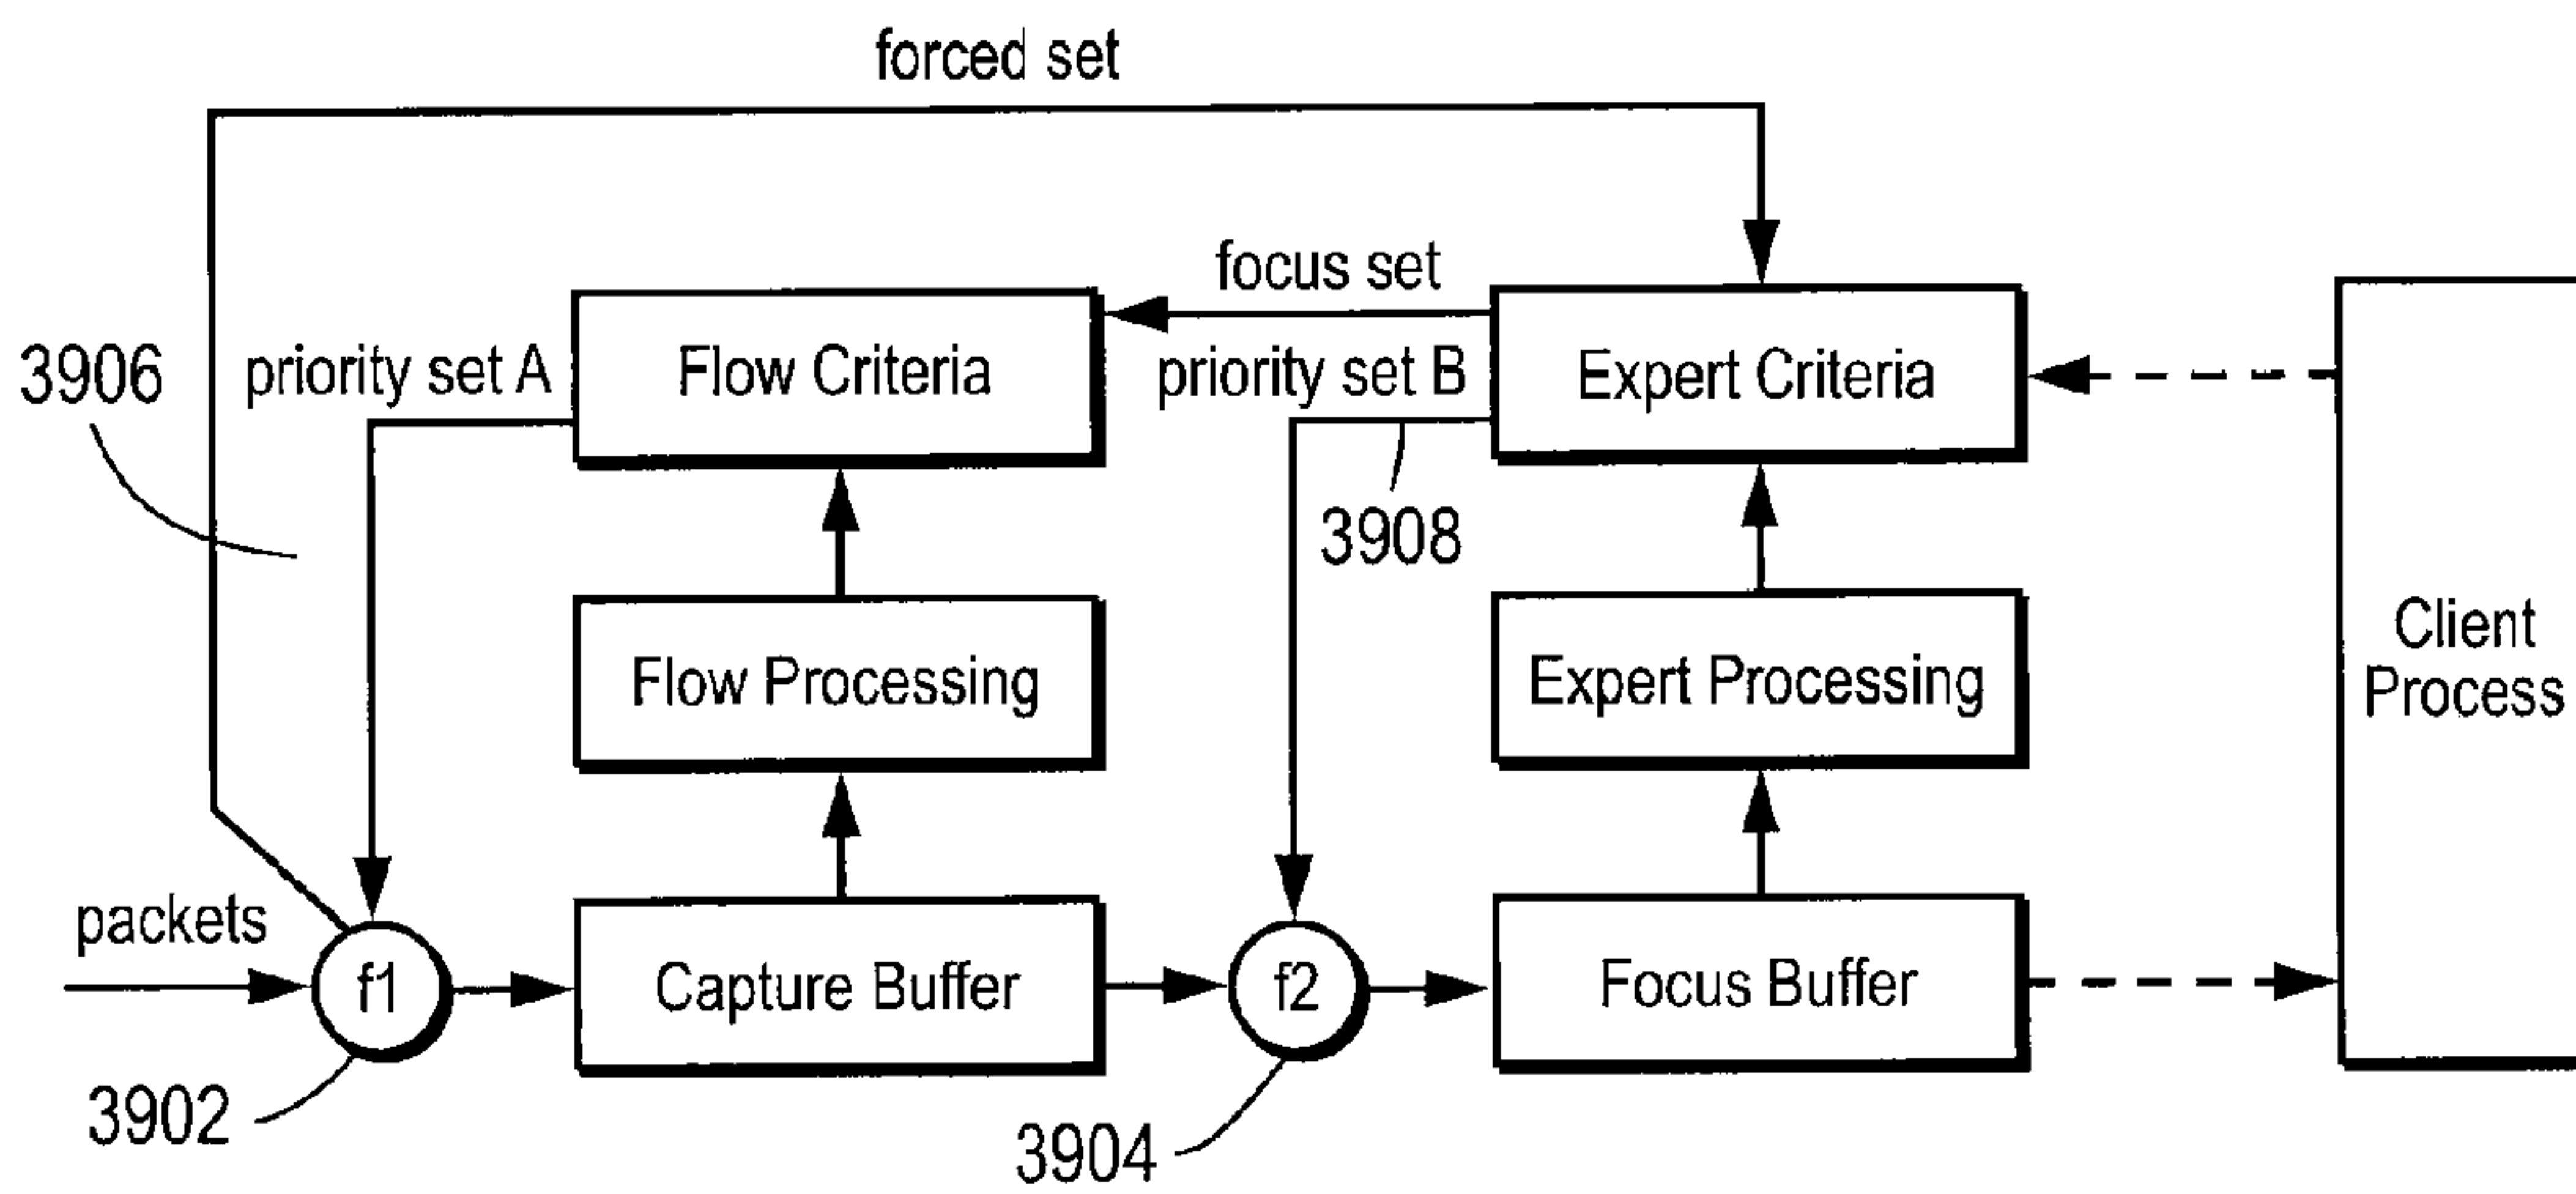 forced set
focus set
3906
priority set A
Flow Criteria
priority set B
Expert Criteria
3908
Client
Process
Flow Processing
Expert Processing
packets
f1
Capture Buffer
f2
Focus Buffer
3902
3904